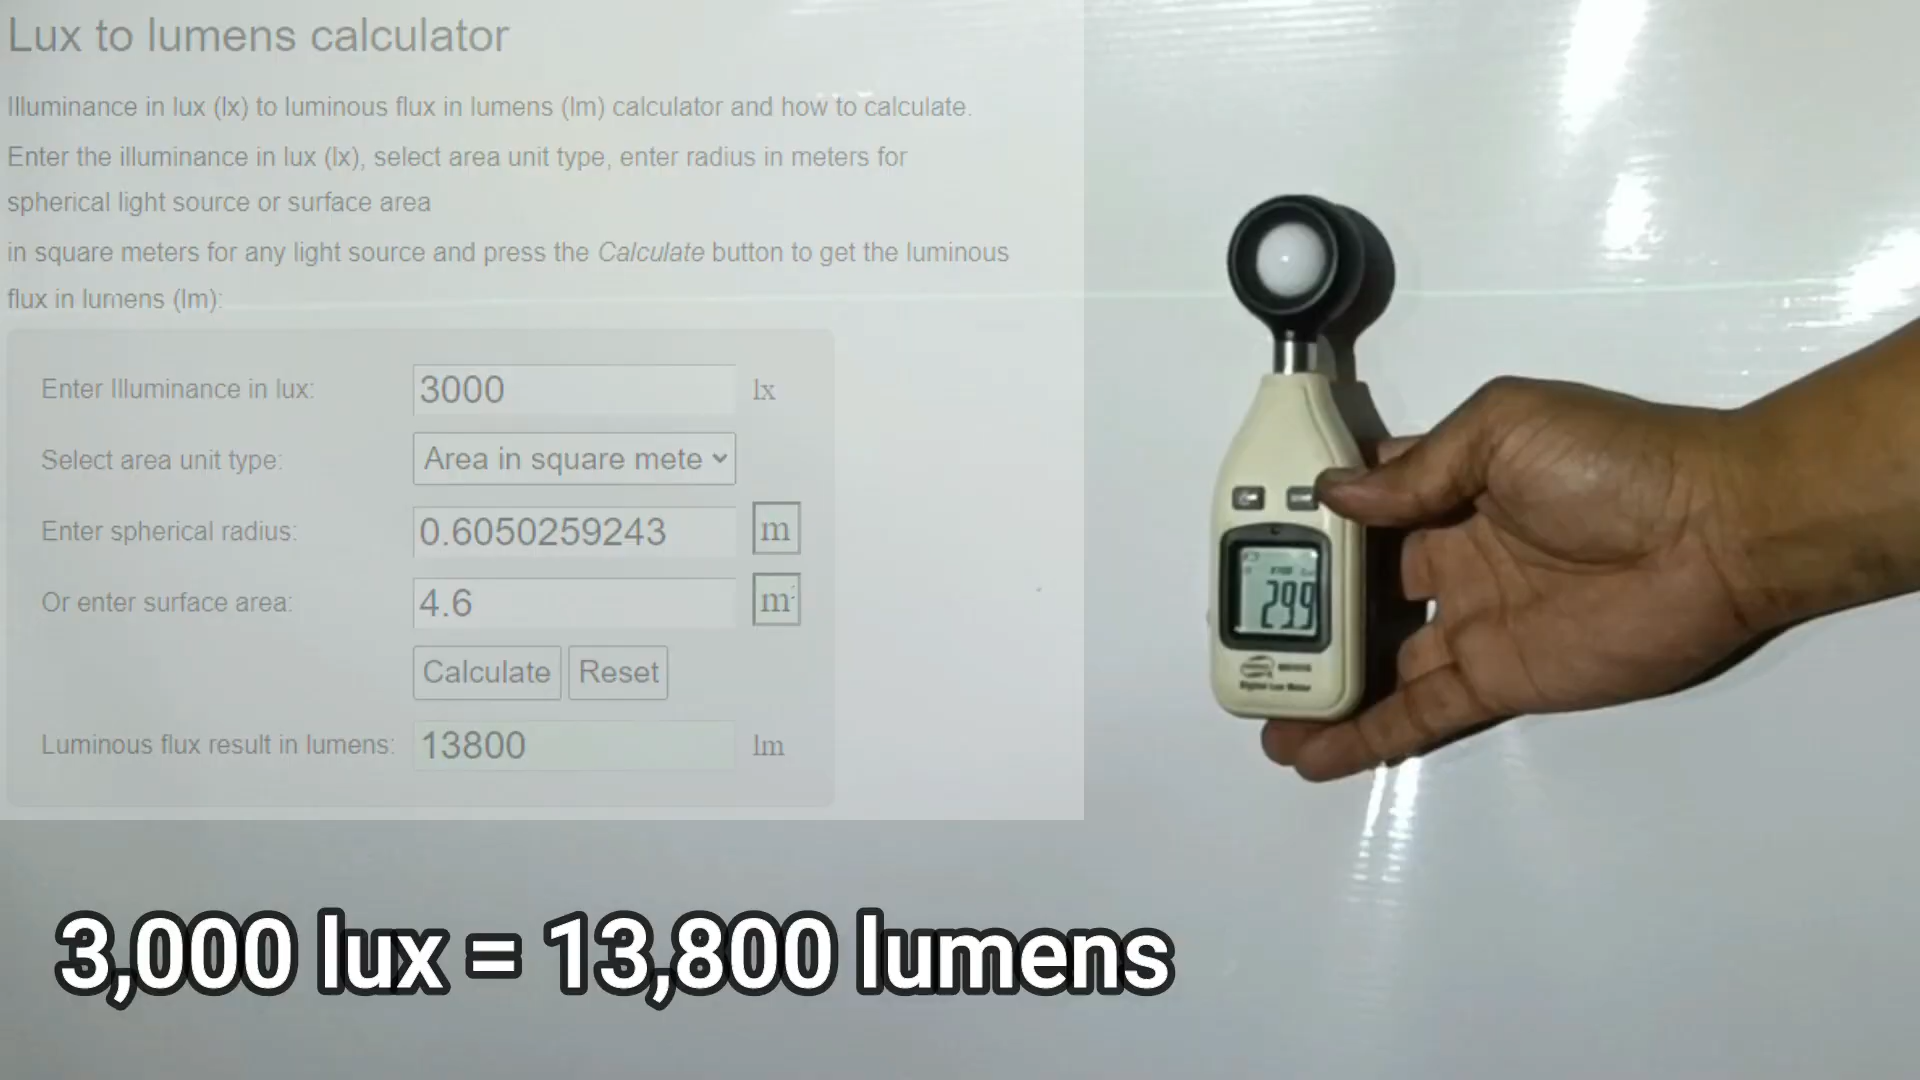 Lux to lumens calculator
Illuminance in lux (lx) to luminous flux in lumens (lm) calculator and how to calculate.
Enter the illuminance in lux (lx), select area unit type, enter radius in meters for
spherical light source or surface area
in square meters for any light source and press the Calculate button to get the luminous
flux in lumens (lm):
Enter Illuminance in lux: 3000 lx
Select area unit type: Area in square mete
Enter spherical radius: 0.6050259243 m
Or enter surface area: 4.6 m²
Calculate Reset
Luminous flux result in lumens: 13800 lm
299
Digital Lux Meter
3,000 lux = 13,800 lumens